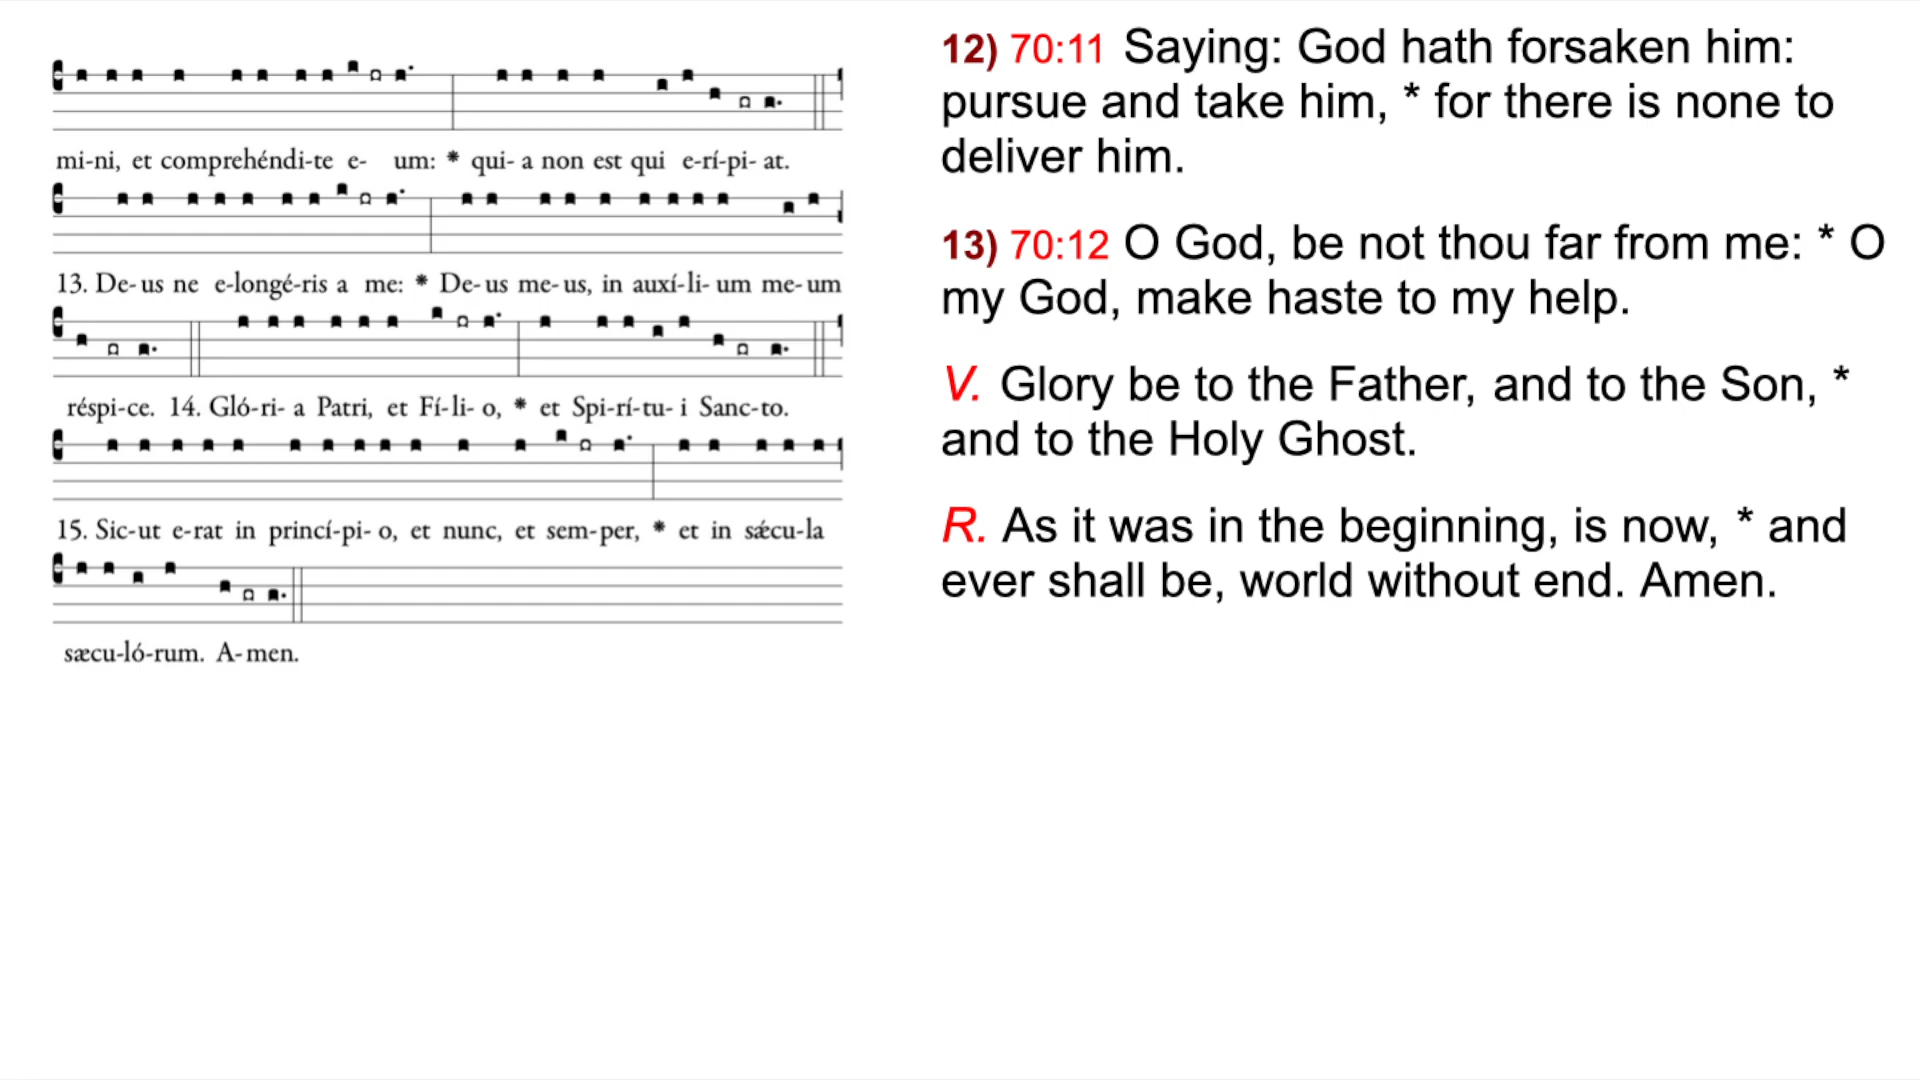 mi-ni, et comprehéndi-te e- um: * qui- a non est qui e-rí-pi- at.
13. De- us ne e-longé-ris a me: * De- us me- us, in auxí-li- um me- um
réspi-ce. 14. Gló-ri- a Patri, et Fí-li- o, * et Spi-rí-tu- i Sanc-to.
15. Sic-ut e-rat in princí-pi- o, et nunc, et sem-per, * et in sǽcu-la
sæcu-ló-rum. A- men.
12) 70:11 Saying: God hath forsaken him:
pursue and take him, * for there is none to
deliver him.
13) 70:12 O God, be not thou far from me: * O
my God, make haste to my help.
V. Glory be to the Father, and to the Son, *
and to the Holy Ghost.
R. As it was in the beginning, is now, * and
ever shall be, world without end. Amen.